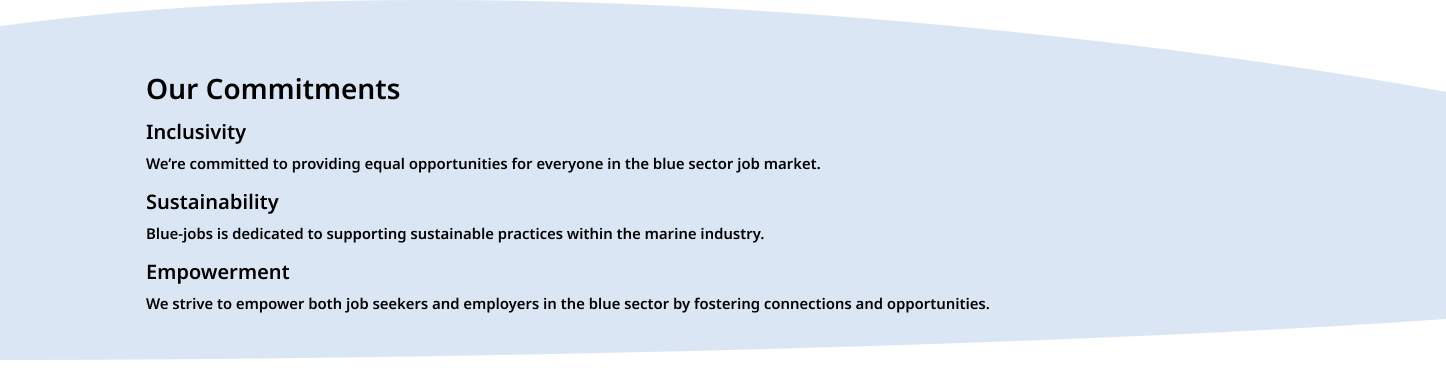 Our Commitments
Inclusivity
We’re committed to providing equal opportunities for everyone in the blue sector job market.
Sustainability
Blue-jobs is dedicated to supporting sustainable practices within the marine industry.
Empowerment
We strive to empower both job seekers and employers in the blue sector by fostering connections and opportunities.